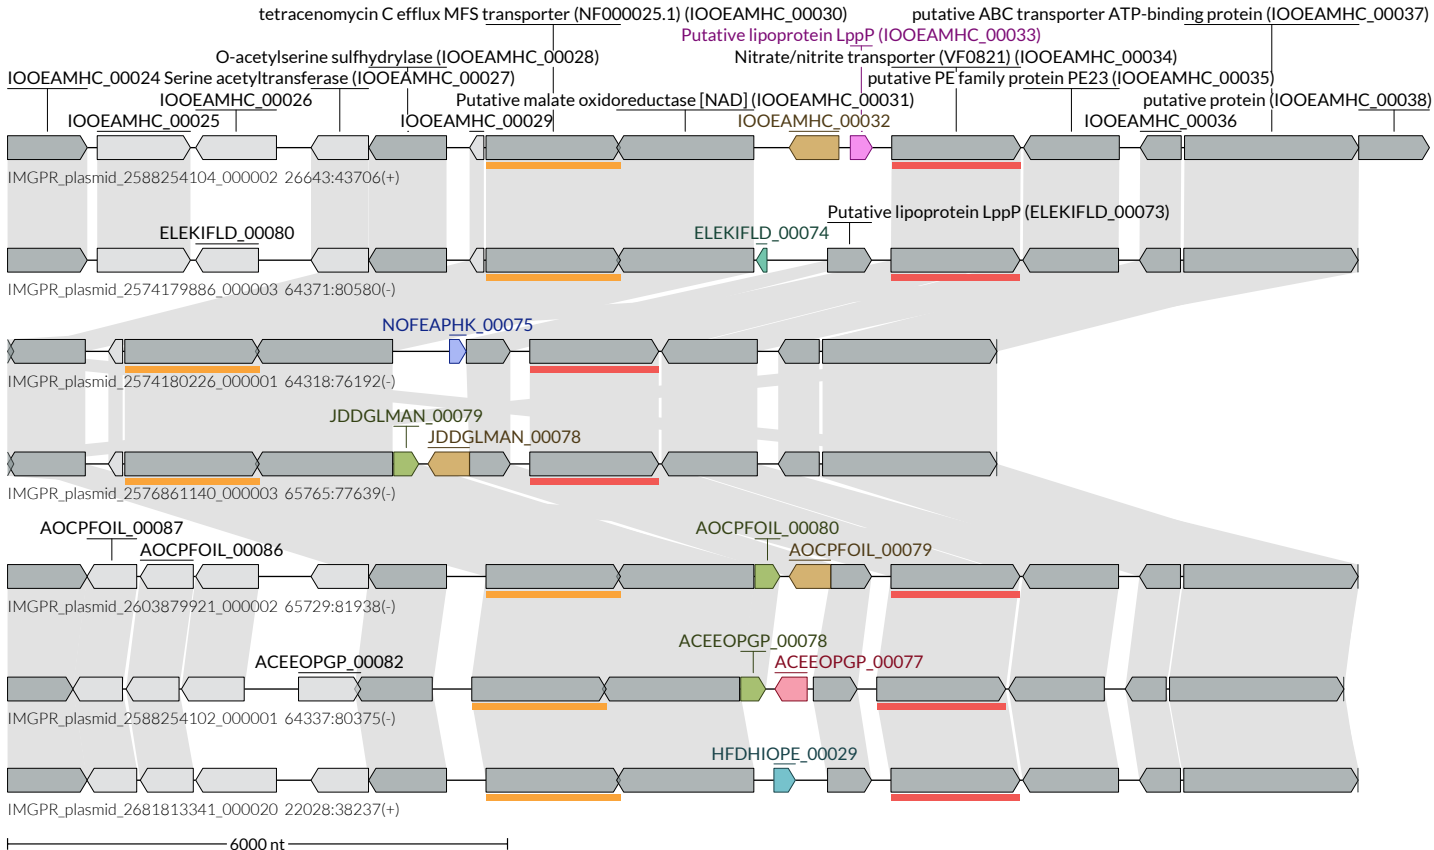 tetracenomycin C efflux MFS transporter (NF000025.1) (IOOEAMHC_00030)
putative ABC transporter ATP-binding protein (IOOEAMHC_00037)
Putative lipoprotein LppP (IOOEAMHC_00033)
O-acetylserine sulfhydrylase (IOOEAMHC_00028)
Nitrate/nitrite transporter (VF0821) (IOOEAMHC_00034)
IOOEAMHC_00024
Serine acetyltransferase (IOOEAMHC_00027)
putative PE family protein PE23 (IOOEAMHC_00035)
IOOEAMHC_00026
Putative malate oxidoreductase [NAD] (IOOEAMHC_00031)
putative protein (IOOEAMHC_00038)
IOOEAMHC_00025
IOOEAMHC_00029
IOOEAMHC_00032
IOOEAMHC_00036
IMGPR_plasmid_2588254104_000002 26643:43706(+)
Putative lipoprotein LppP (ELEKIFLD_00073)
ELEKIFLD_00080
ELEKIFLD_00074
IMGPR_plasmid_2574179886_000003 64371:80580(-)
NOFEAPHK_00075
IMGPR_plasmid_2574180226_000001 64318:76192(-)
JDDGLMAN_00079
JDDGLMAN_00078
IMGPR_plasmid_2576861140_000003 65765:77639(-)
AOCPFOIL_00087
AOCPFOIL_00080
AOCPFOIL_00086
AOCPFOIL_00079
IMGPR_plasmid_2603879921_000002 65729:81938(-)
ACEEOPGP_00078
ACEEOPGP_00082
ACEEOPGP_00077
IMGPR_plasmid_2588254102_000001 64337:80375(-)
HFDHIOPE_00029
IMGPR_plasmid_2681813341_000020 22028:38237(+)
6000 nt